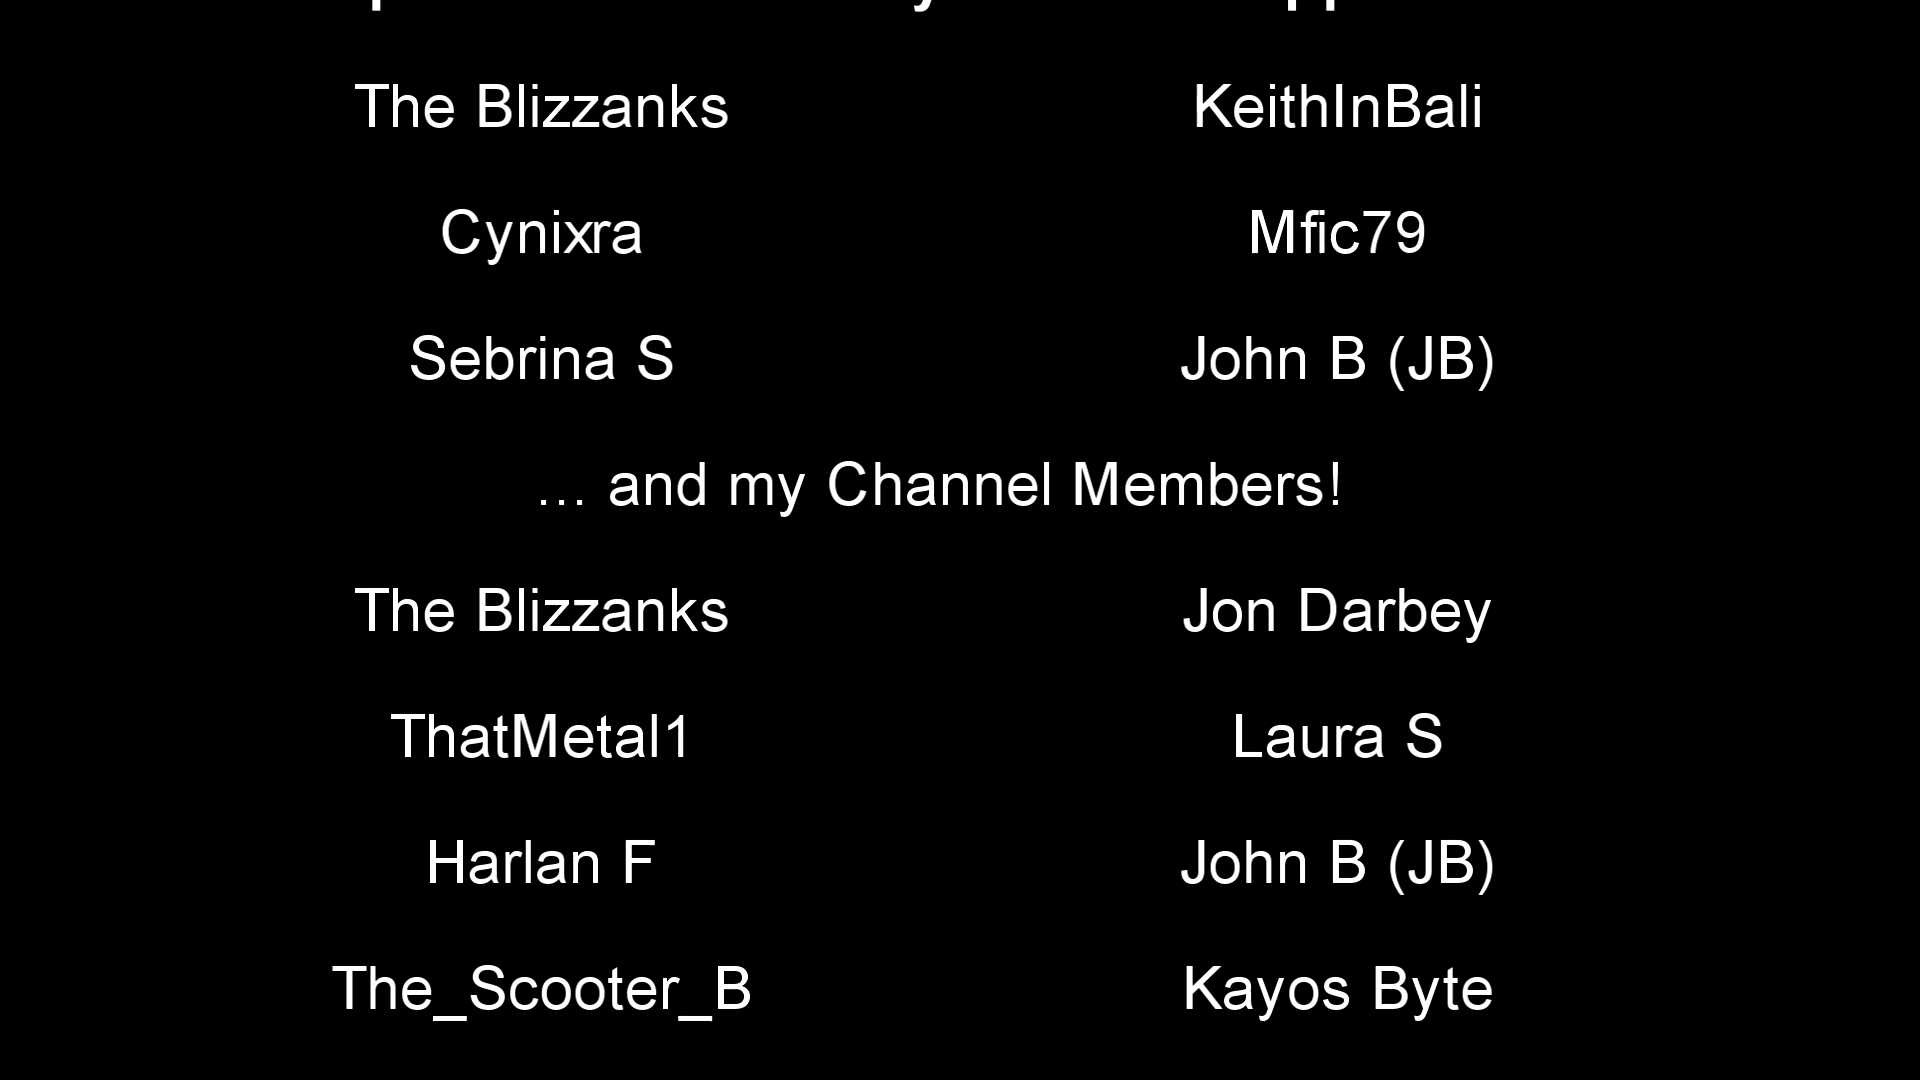 The Blizzanks KeithInBali
Cynixra Mfic79
Sebrina S John B (JB)
... and my Channel Members!
The Blizzanks Jon Darbey
ThatMetal1 Laura S
Harlan F John B (JB)
The_Scooter_B Kayos Byte